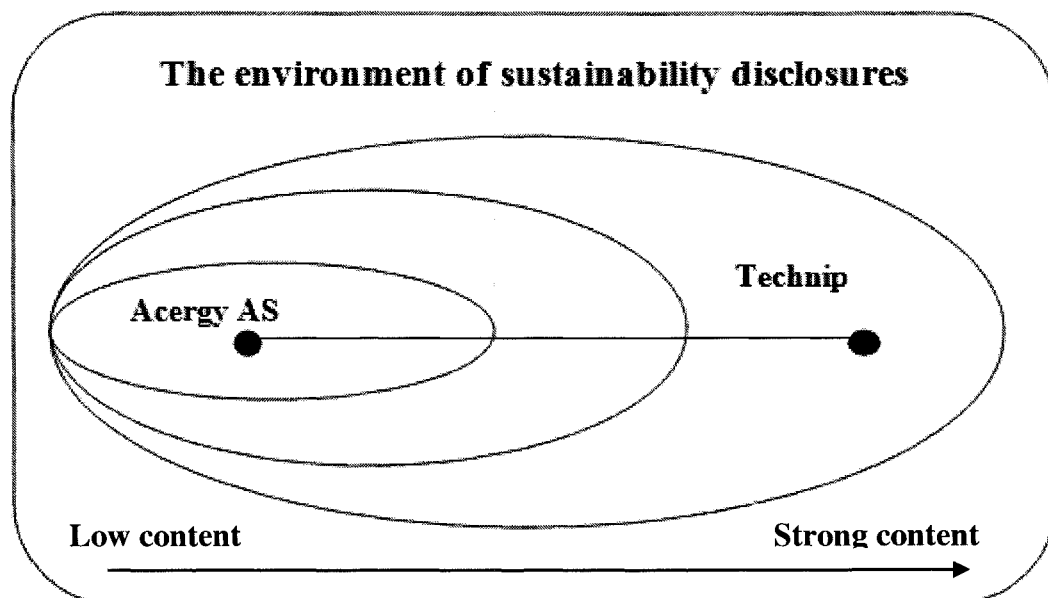 The environment of sustainability disclosures
Technip
Acergy AS
Low content
Strong content